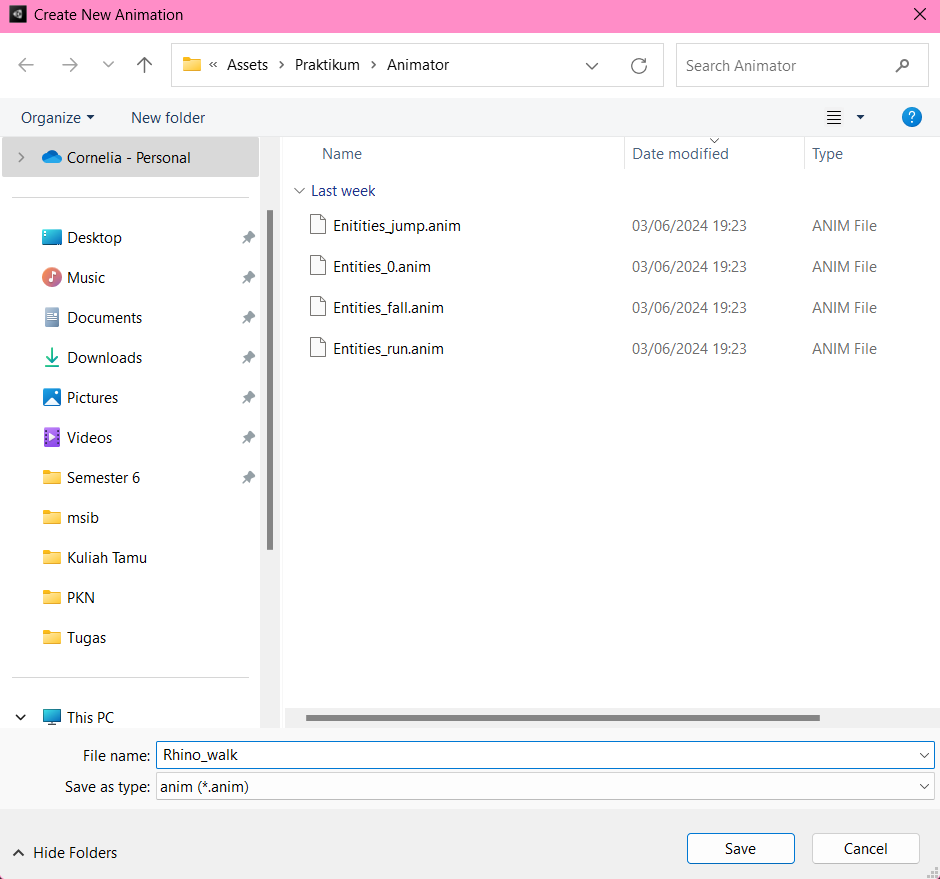 Create New Animation
« Assets > Praktikum > Animator
Search Animator
Organize
New folder
?
Cornelia - Personal
Desktop
Music
Documents
Downloads
Pictures
Videos
Semester 6
msib
Kuliah Tamu
PKN
Tugas
This PC
Name Date modified Type
Last week
Enitities_jump.anim 03/06/2024 19:23 ANIM File
Entities_0.anim 03/06/2024 19:23 ANIM File
Entities_fall.anim 03/06/2024 19:23 ANIM File
Entities_run.anim 03/06/2024 19:23 ANIM File
File name: Rhino_walk
Save as type: anim (*.anim)
Hide Folders
Save
Cancel